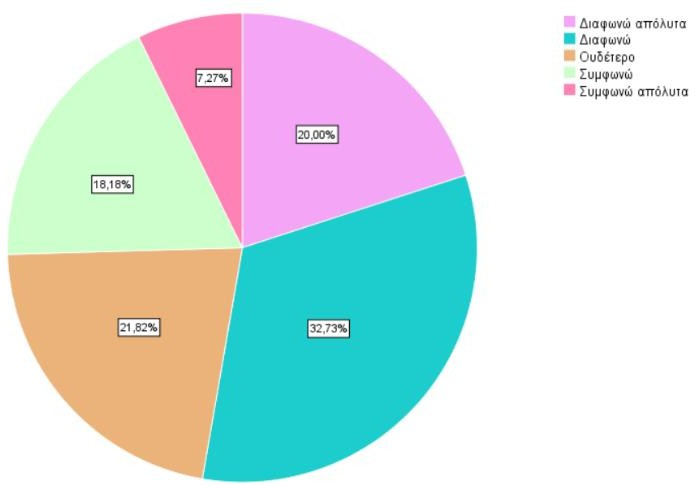 Διαφωνώ απόλυτα
Διαφωνώ
Ουδέτερο
Συμφωνώ
Συμφωνώ απόλυτα
7,27%
20,00%
18,18%
21,82%
32,73%